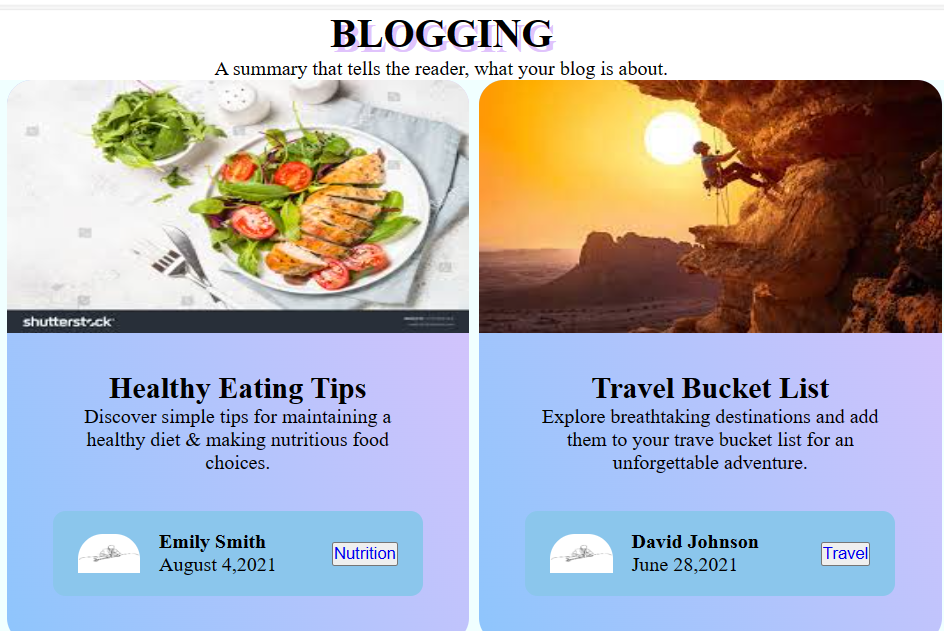 BLOGGING
A summary that tells the reader, what your blog is about.
shutterstock
Healthy Eating Tips
Discover simple tips for maintaining a
healthy diet & making nutritious food
choices.
Emily Smith
August 4,2021
Nutrition
Travel Bucket List
Explore breathtaking destinations and add
them to your trave bucket list for an
unforgettable adventure.
David Johnson
June 28,2021
Travel